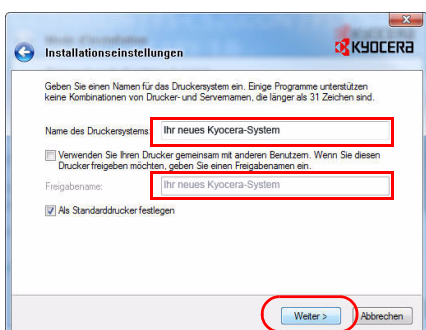 Installationseinstellungen
KYOCERA
Geben Sie einen Namen für das Druckersystem ein. Einige Programme unterstützen
keine Kombinationen von Drucker- und Servernamen, die länger als 31 Zeichen sind.
Name des Druckersystems: Ihr neues Kyocera-System
Verwenden Sie Ihren Drucker gemeinsam mit anderen Benutzern. Wenn Sie diesen
Drucker freigeben möchten, geben Sie einen Freigabenamen ein.
Freigabename: Ihr neues Kyocera-System
Als Standarddrucker festlegen
Weiter > Abbrechen